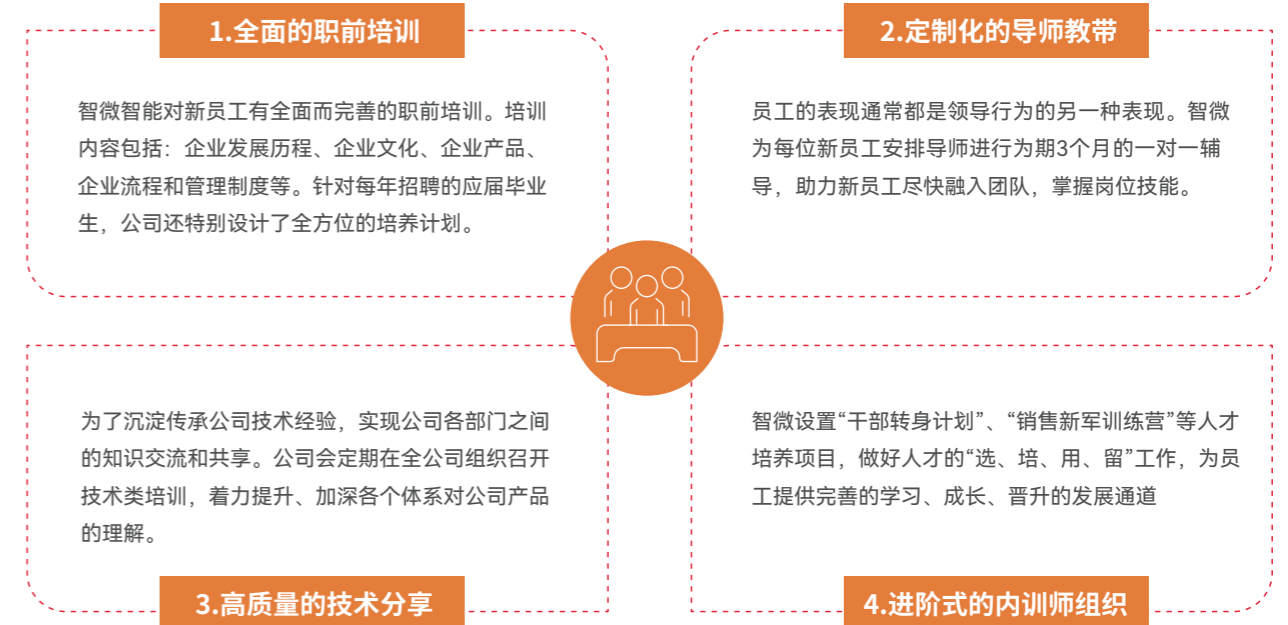 1.全面的职前培训
智微智能对新员工有全面而完善的职前培训。培训
内容包括：企业发展历程、企业文化、企业产品、
企业流程和管理制度等。针对每年招聘的应届毕业
生，公司还特别设计了全方位的培养计划。
2.定制化的导师教带
员工的表现通常都是领导行为的另一种表现。智微
为每位新员工安排导师进行为期3个月的一对一辅
导，助力新员工尽快融入团队，掌握岗位技能。
为了沉淀传承公司技术经验，实现公司各部门之间
的知识交流和共享。公司会定期在全公司组织召开
技术类培训，着力提升、加深各个体系对公司产品
的理解。
3.高质量的技术分享
智微设置“干部转身计划”、“销售新军训练营”等人才
培养项目，做好人才的“选、培、用、留”工作，为员
工提供完善的学习、成长、晋升的发展通道
4.进阶式的内训师组织